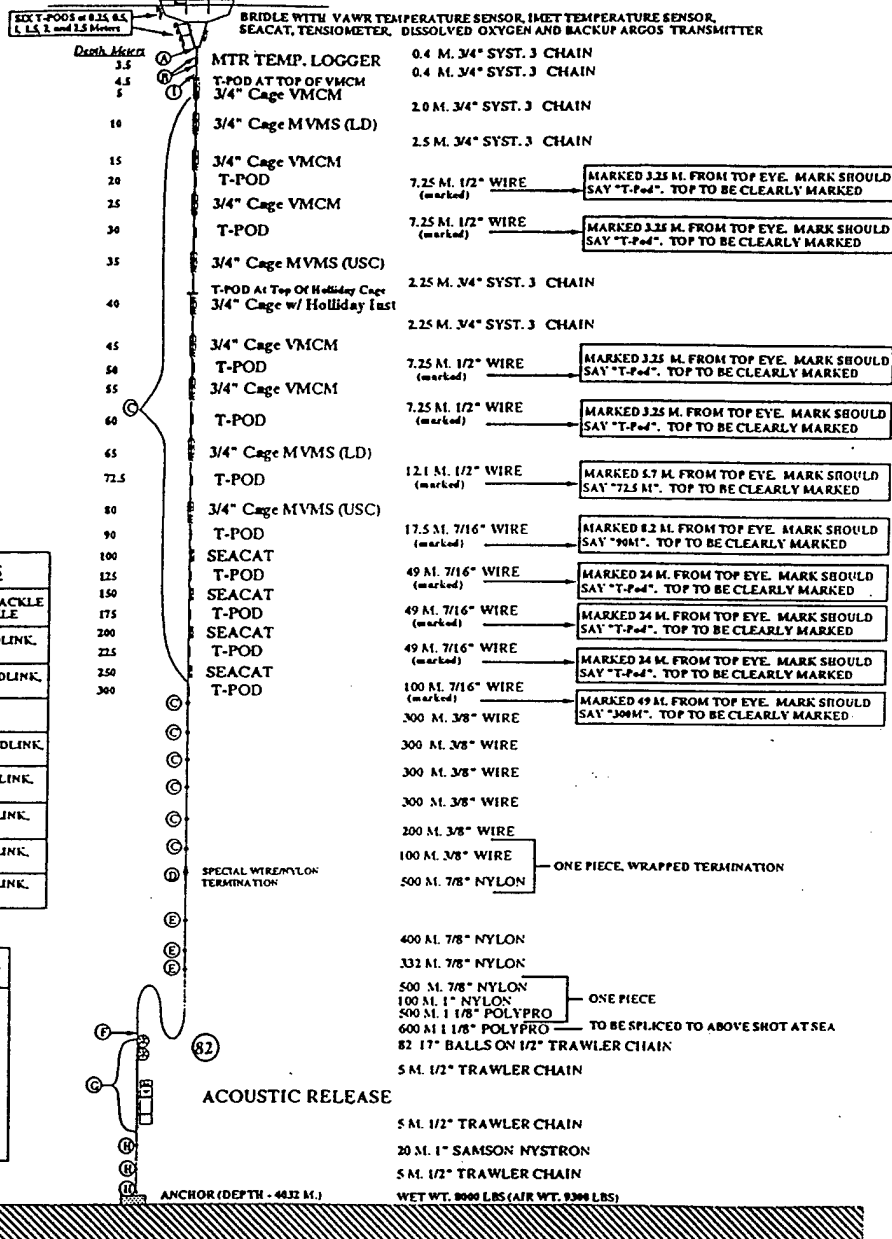 SIX T-PODS at 0.25, 0.5,
1, 1.5, 2, and 2.5 Meters
BRIDLE WITH VAWR TEMPERATURE SENSOR, IMET TEMPERATURE SENSOR,
SEACAT, TENSIOMETER, DISSOLVED OXYGEN AND BACKUP ARGOS TRANSMITTER
Depth Meters
A
0.4 M. 3/4" SYST. 3 CHAIN
3.5 MTR TEMP. LOGGER
B
0.4 M. 3/4" SYST. 3 CHAIN
4.5 T-POD AT TOP OF VMCM
I
5 3/4" Cage VMCM
2.0 M. 3/4" SYST. 3 CHAIN
10 3/4" Cage MVMS (LD)
2.5 M. 3/4" SYST. 3 CHAIN
15 3/4" Cage VMCM
20 T-POD 7.25 M. 1/2" WIRE
(marked)
MARKED 3.25 M. FROM TOP EYE. MARK SHOULD
SAY "T-Pod". TOP TO BE CLEARLY MARKED
25 3/4" Cage VMCM
30 T-POD 7.25 M. 1/2" WIRE
(marked)
MARKED 3.25 M. FROM TOP EYE. MARK SHOULD
SAY "T-Pod". TOP TO BE CLEARLY MARKED
35 3/4" Cage MVMS (USC)
2.25 M. 3/4" SYST. 3 CHAIN
T-POD At Top Of Holliday Cage
40 3/4" Cage w/ Holliday Inst
2.25 M. 3/4" SYST. 3 CHAIN
45 3/4" Cage VMCM
50 T-POD 7.25 M. 1/2" WIRE
(marked)
MARKED 3.25 M. FROM TOP EYE. MARK SHOULD
SAY "T-Pod". TOP TO BE CLEARLY MARKED
55 3/4" Cage VMCM
C
60 T-POD 7.25 M. 1/2" WIRE
(marked)
MARKED 3.25 M. FROM TOP EYE. MARK SHOULD
SAY "T-Pod". TOP TO BE CLEARLY MARKED
65 3/4" Cage MVMS (LD)
72.5 T-POD 12.1 M. 1/2" WIRE
(marked)
MARKED 5.7 M. FROM TOP EYE. MARK SHOULD
SAY "72.5 M". TOP TO BE CLEARLY MARKED
80 3/4" Cage MVMS (USC)
90 T-POD 17.5 M. 7/16" WIRE
(marked)
MARKED 8.2 M. FROM TOP EYE. MARK SHOULD
SAY "90M". TOP TO BE CLEARLY MARKED
100 SEACAT
125 T-POD 49 M. 7/16" WIRE
(marked)
MARKED 24 M. FROM TOP EYE. MARK SHOULD
SAY "T-Pod". TOP TO BE CLEARLY MARKED
150 SEACAT
175 T-POD 49 M. 7/16" WIRE
(marked)
MARKED 24 M. FROM TOP EYE. MARK SHOULD
SAY "T-Pod". TOP TO BE CLEARLY MARKED
200 SEACAT
225 T-POD 49 M. 7/16" WIRE
(marked)
MARKED 24 M. FROM TOP EYE. MARK SHOULD
SAY "T-Pod". TOP TO BE CLEARLY MARKED
250 SEACAT
300 T-POD 100 M. 7/16" WIRE
(marked)
MARKED 49 M. FROM TOP EYE. MARK SHOULD
SAY "300M". TOP TO BE CLEARLY MARKED
C
300 M. 3/8" WIRE
C
300 M. 3/8" WIRE
C
300 M. 3/8" WIRE
C
300 M. 3/8" WIRE
C
200 M. 3/8" WIRE
C
100 M. 3/8" WIRE
ONE PIECE, WRAPPED TERMINATION
D SPECIAL WIRE/NYLON
TERMINATION
500 M. 7/8" NYLON
E
400 M. 7/8" NYLON
E
332 M. 7/8" NYLON
E
500 M. 7/8" NYLON
100 M. 1" NYLON ONE PIECE
500 M. 1 1/8" POLYPRO
F
600 M 1 1/8" POLYPRO TO BE SPLICED TO ABOVE SHOT AT SEA
82
82 17" BALLS ON 1/2" TRAWLER CHAIN
5 M. 1/2" TRAWLER CHAIN
G
ACOUSTIC RELEASE
5 M. 1/2" TRAWLER CHAIN
H
20 M. 1" SAMSON NYSTRON
H
5 M. 1/2" TRAWLER CHAIN
ANCHOR (DEPTH - 4032 M.) WET WT. 8000 LBS (AIR WT. 9300 LBS)
DLINK,
DLINK,
LINK,